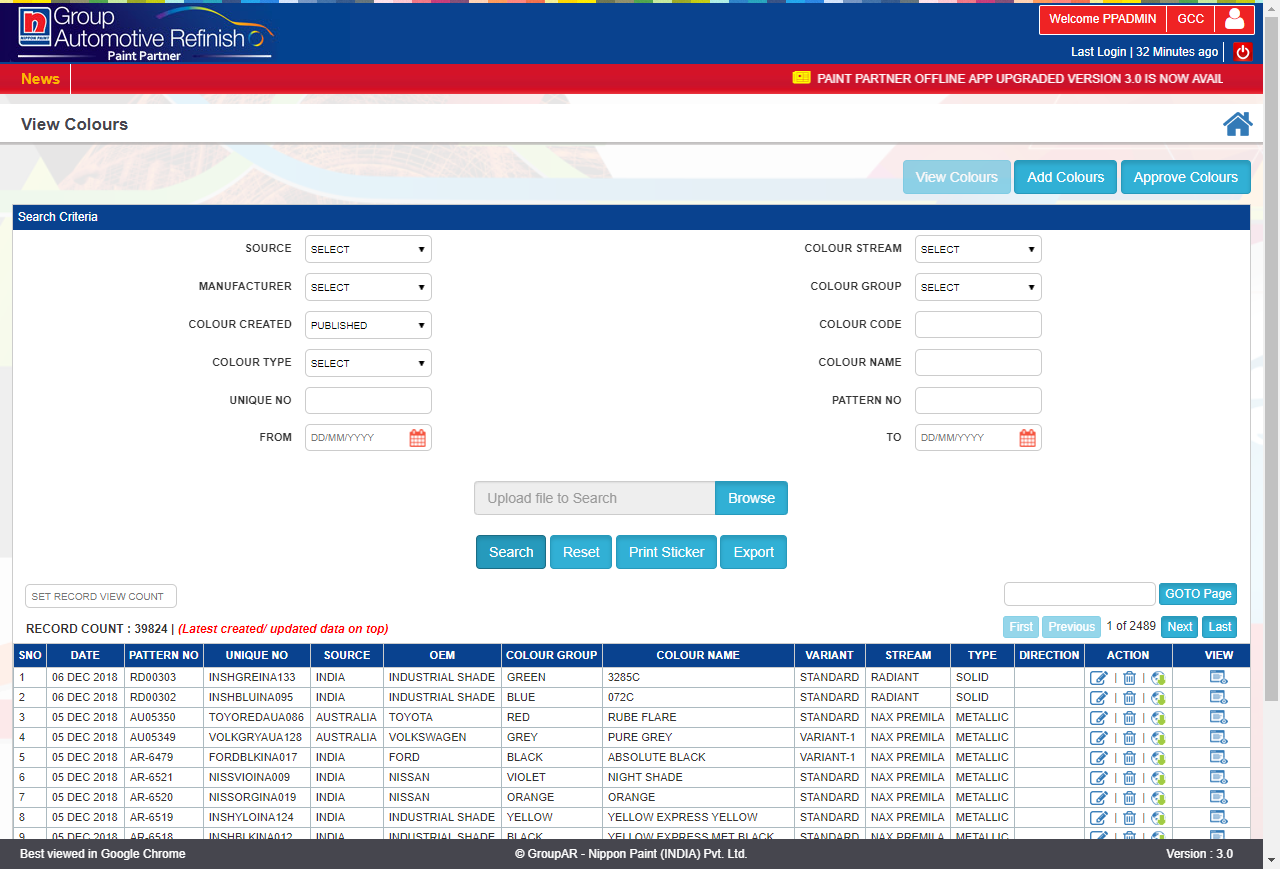 Group
Automotive Refinish
Paint Partner
n
NIPPON PAINT
Welcome PPADMIN GCC
Last Login | 32 Minutes ago
News PAINT PARTNER OFFLINE APP UPGRADED VERSION 3.0 IS NOW AVAIL
View Colours
View Colours Add Colours Approve Colours
Search Criteria
SOURCE SELECT COLOUR STREAM SELECT
MANUFACTURER SELECT COLOUR GROUP SELECT
COLOUR CREATED PUBLISHED COLOUR CODE
COLOUR TYPE SELECT COLOUR NAME
UNIQUE NO PATTERN NO
FROM DD/MM/YYYY TO DD/MM/YYYY
Upload file to Search Browse
Search Reset Print Sticker Export
SET RECORD VIEW COUNT GOTO Page
RECORD COUNT : 39824 | (Latest created/ updated data on top) First Previous 1 of 2489 Next Last
SNO DATE PATTERN NO UNIQUE NO SOURCE OEM COLOUR GROUP COLOUR NAME VARIANT STREAM TYPE DIRECTION ACTION VIEW
1 06 DEC 2018 RD00303 INSHGREINA133 INDIA INDUSTRIAL SHADE GREEN 3285C STANDARD RADIANT SOLID
2 06 DEC 2018 RD00302 INSHBLUINA095 INDIA INDUSTRIAL SHADE BLUE 072C STANDARD RADIANT SOLID
3 05 DEC 2018 AU05350 TOYOREDAUA086 AUSTRALIA TOYOTA RED RUBE FLARE STANDARD NAX PREMILA METALLIC
4 05 DEC 2018 AU05349 VOLKGRYAUA128 AUSTRALIA VOLKSWAGEN GREY PURE GREY VARIANT-1 NAX PREMILA METALLIC
5 05 DEC 2018 AR-6479 FORDBLKINA017 INDIA FORD BLACK ABSOLUTE BLACK VARIANT-1 NAX PREMILA METALLIC
6 05 DEC 2018 AR-6521 NISSVIOINA009 INDIA NISSAN VIOLET NIGHT SHADE STANDARD NAX PREMILA METALLIC
7 05 DEC 2018 AR-6520 NISSORGINA019 INDIA NISSAN ORANGE ORANGE STANDARD NAX PREMILA METALLIC
8 05 DEC 2018 AR-6519 INSHYLOINA124 INDIA INDUSTRIAL SHADE YELLOW YELLOW EXPRESS YELLOW STANDARD NAX PREMILA METALLIC
9 05 DEC 2018 AR-6518 INSHBLKINA012 INDIA INDUSTRIAL SHADE BLACK YELLOW EXPRESS MET BLACK STANDARD NAX PREMILA METALLIC
Best viewed in Google Chrome © GroupAR - Nippon Paint (INDIA) Pvt. Ltd. Version : 3.0